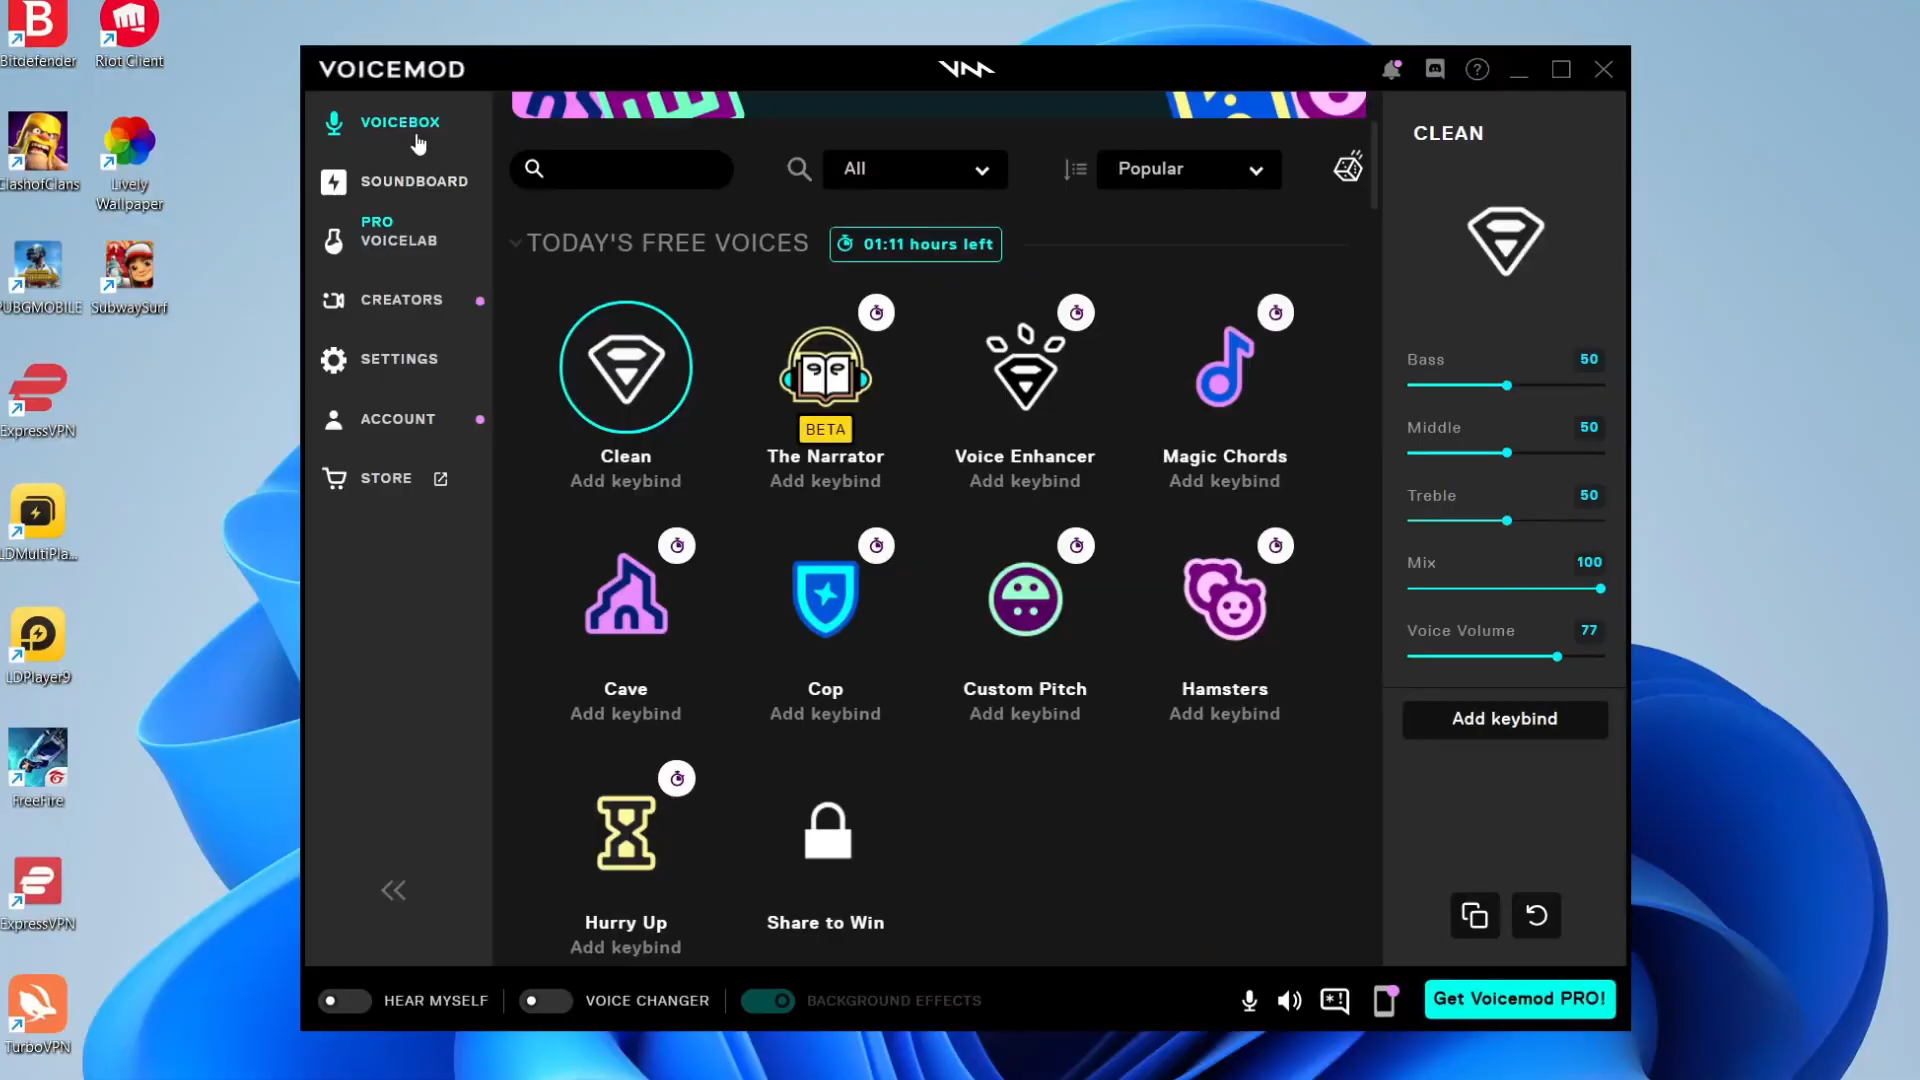 Bitdefender
Riot Client
ClashofClans
Lively
Wallpaper
PUBGMOBILE
SubwaySurf
ExpressVPN
LDMultiPla...
LDPlayer9
FreeFire
ExpressVPN
TurboVPN
VOICEMOD
VOICEBOX
SOUNDBOARD
PRO
VOICELAB
CREATORS
SETTINGS
ACCOUNT
STORE
All
Popular
TODAY'S FREE VOICES
01:11 hours left
BETA
Clean
The Narrator
Voice Enhancer
Magic Chords
Add keybind
Add keybind
Add keybind
Add keybind
Cave
Cop
Custom Pitch
Hamsters
Add keybind
Add keybind
Add keybind
Add keybind
Hurry Up
Share to Win
Add keybind
CLEAN
Bass 50
Middle 50
Treble 50
Mix 100
Voice Volume 77
Add keybind
HEAR MYSELF
VOICE CHANGER
BACKGROUND EFFECTS
Get Voicemod PRO!